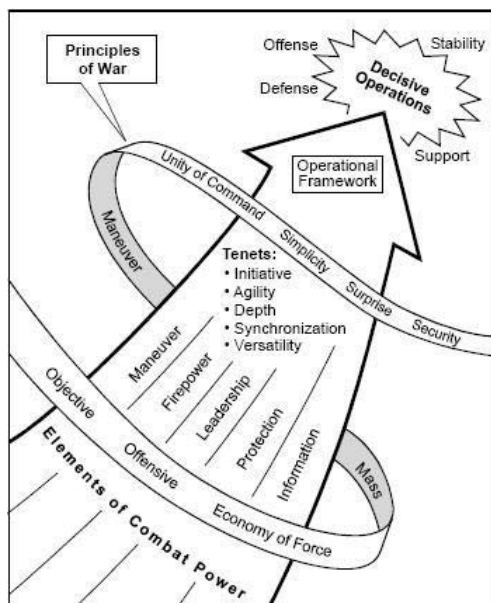 Principles
of War
Offense
Stability
Decisive
Operations
Defense
Support
Operational
Framework
Unity of Command
Simplicity
Surprise
Security
Maneuver
Tenets:
• Initiative
• Agility
• Depth
• Synchronization
• Versatility
Maneuver
Firepower
Leadership
Protection
Information
Objective
Offensive
Economy of Force
Mass
Elements of Combat Power